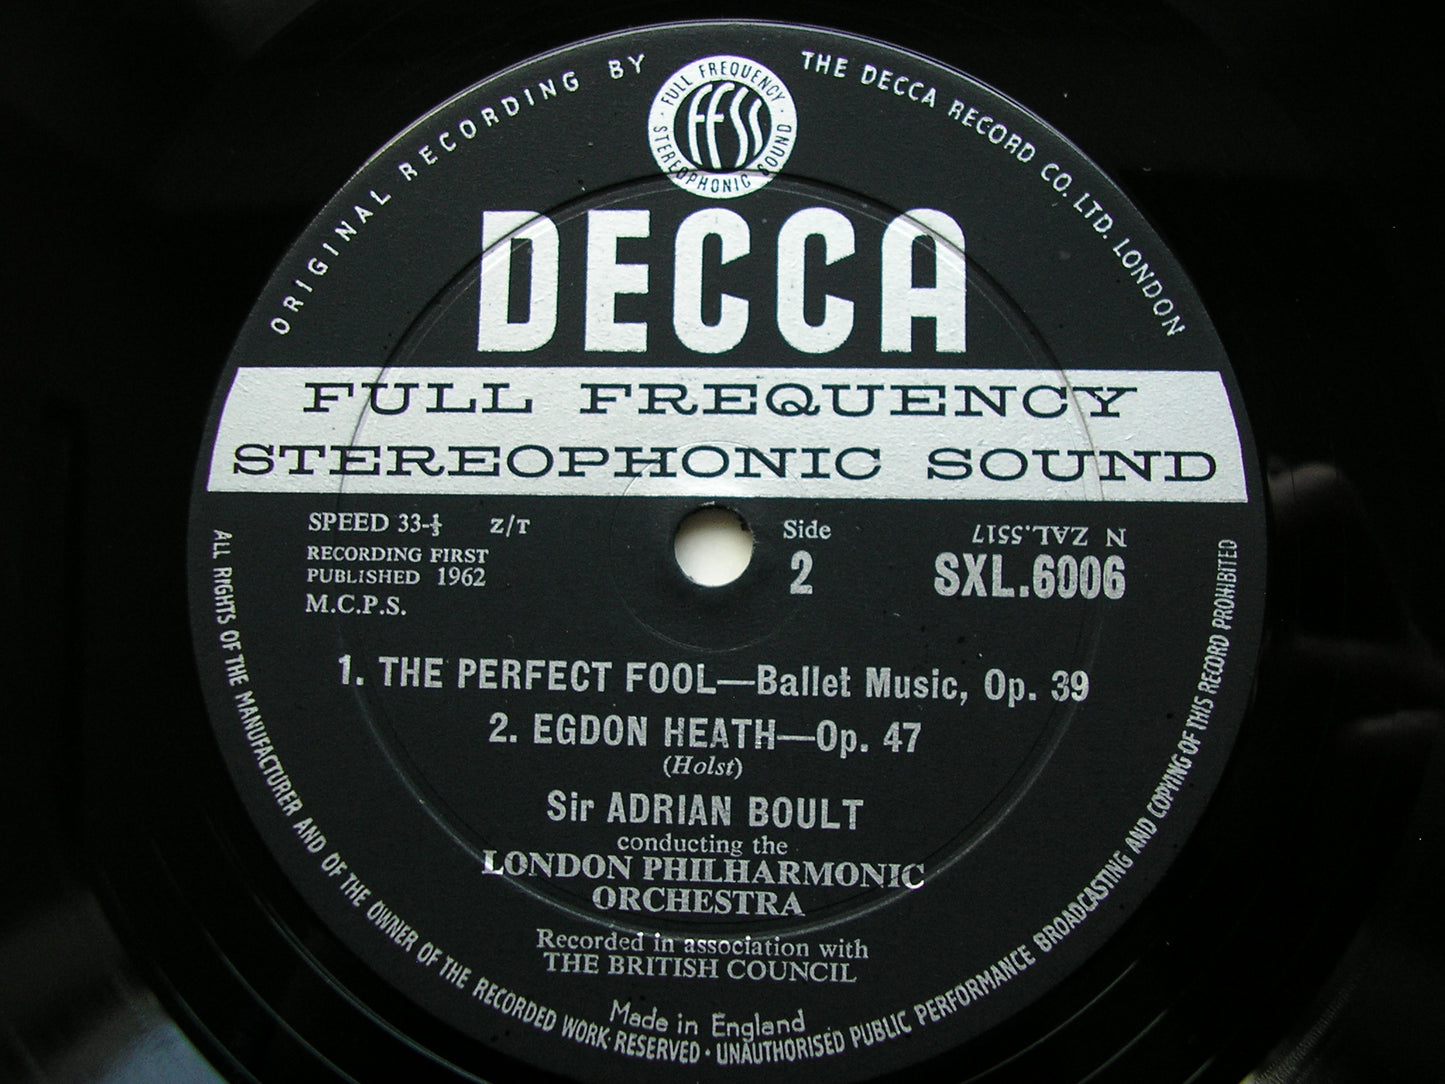 ORIGINAL RECORDING BY
THE DECCA RECORD CO. LTD. LONDON
FULL FREQUENCY
FFSS
STEREOPHONIC SOUND
DECCA
FULL FREQUENCY
STEREOPHONIC SOUND
SPEED 33-⅓ Z/T
RECORDING FIRST
PUBLISHED 1962
M.C.P.S.
Side
2
N ZAL.5517
SXL.6006
1. THE PERFECT FOOL—Ballet Music, Op. 39
2. EGDON HEATH—Op. 47
(Holst)
Sir ADRIAN BOULT
conducting the
LONDON PHILHARMONIC
ORCHESTRA
Recorded in association with
THE BRITISH COUNCIL
Made in England
ALL RIGHTS OF THE MANUFACTURER AND OF THE OWNER OF THE RECORDED WORK RESERVED · UNAUTHORISED PUBLIC PERFORMANCE BROADCASTING AND COPYING OF THIS RECORD PROHIBITED